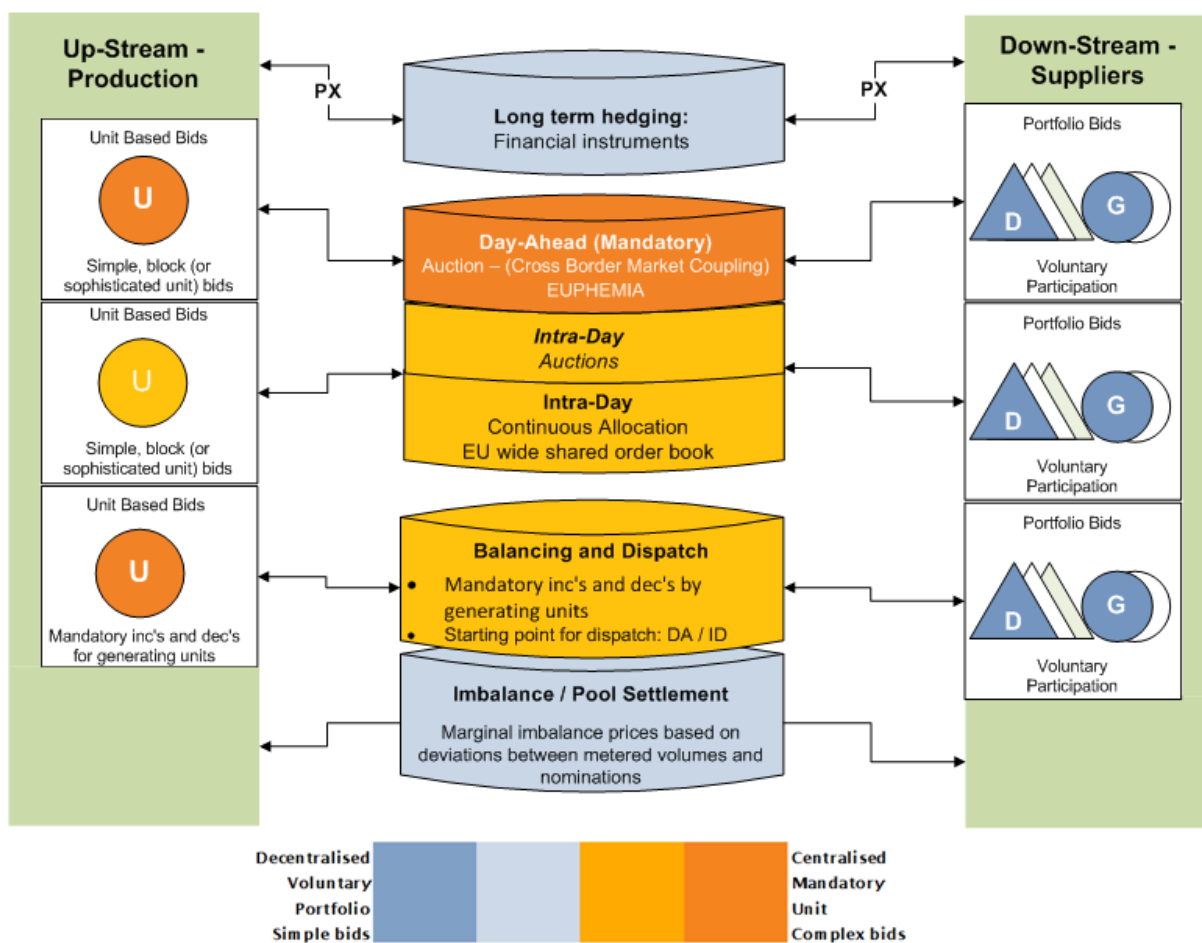 Up-Stream -
Production
Unit Based Bids
U
Simple, block (or
sophisticated unit) bids
Unit Based Bids
U
Simple, block (or
sophisticated unit) bids
Unit Based Bids
U
Mandatory inc's and dec's
for generating units
PX
Long term hedging:
Financial instruments
PX
Day-Ahead (Mandatory)
Auction – (Cross Border Market Coupling)
EUPHEMIA
Intra-Day
Auctions
Intra-Day
Continuous Allocation
EU wide shared order book
Balancing and Dispatch
• Mandatory inc's and dec's by
generating units
• Starting point for dispatch: DA / ID
Imbalance / Pool Settlement
Marginal imbalance prices based on
deviations between metered volumes and
nominations
Down-Stream -
Suppliers
Portfolio Bids
D G
Voluntary
Participation
Portfolio Bids
D G
Voluntary
Participation
Portfolio Bids
D G
Voluntary
Participation
Decentralised
Voluntary
Portfolio
Simple bids
Centralised
Mandatory
Unit
Complex bids